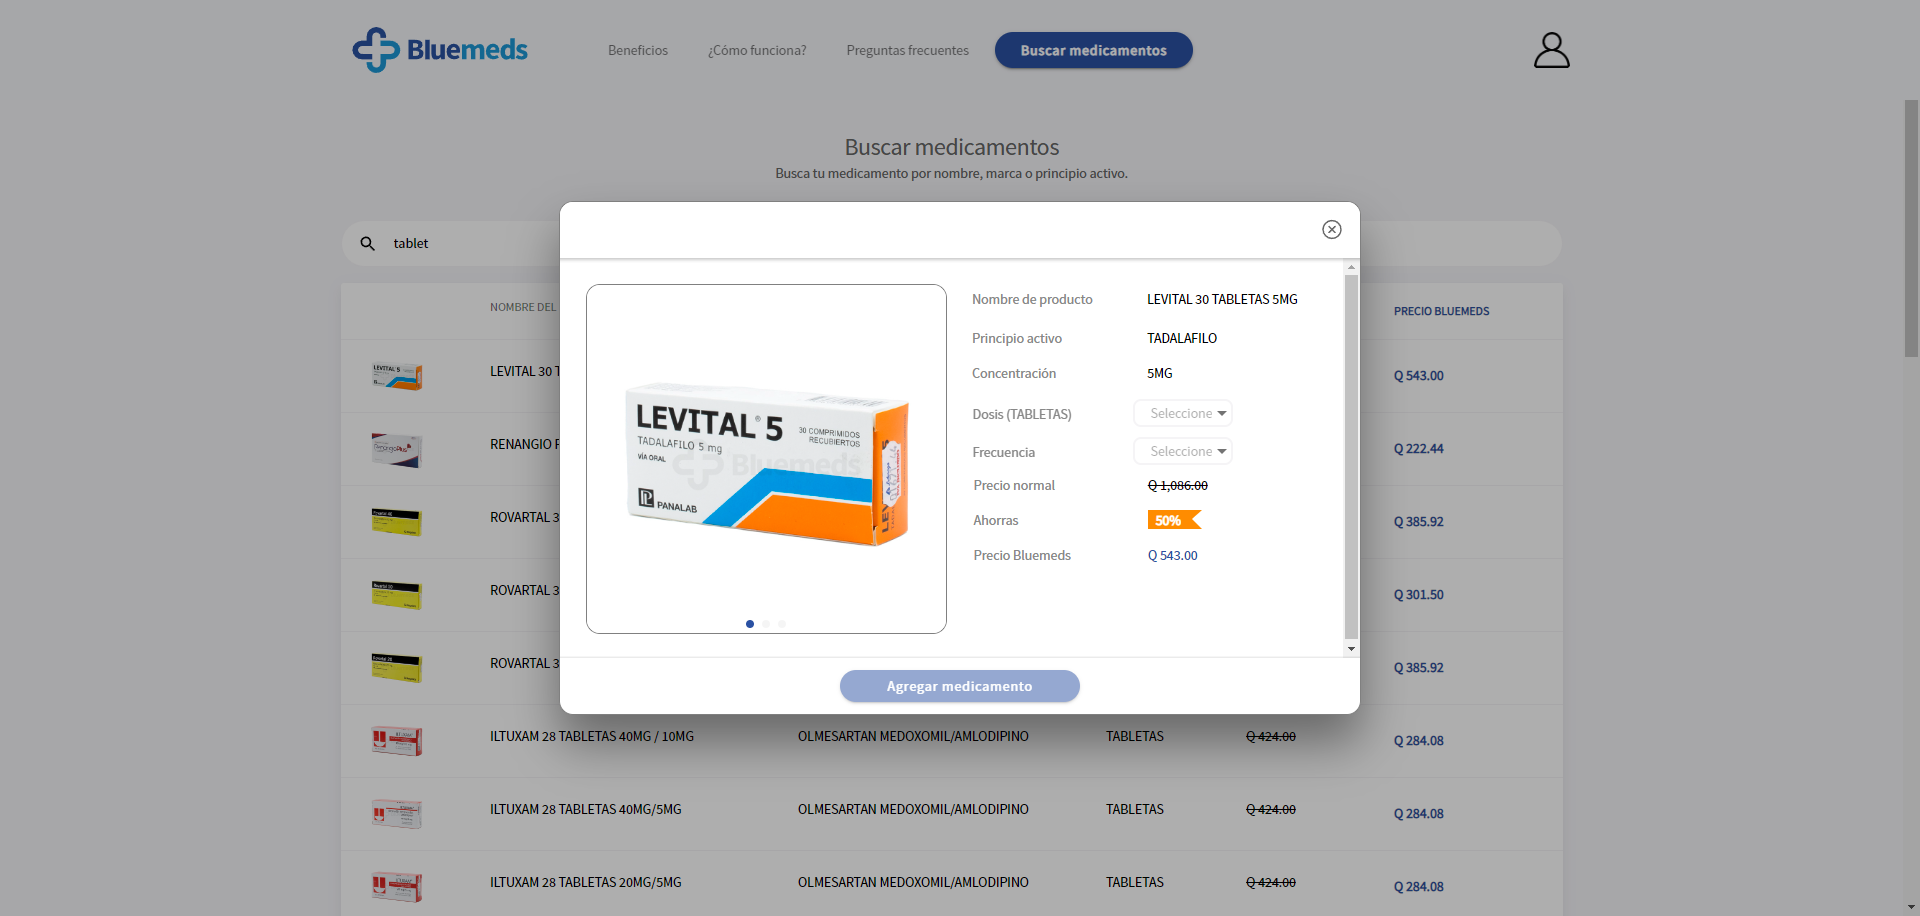 Bluemeds
Beneficios
¿Cómo funciona?
Preguntas frecuentes
Buscar medicamentos
Buscar medicamentos
Busca tu medicamento por nombre, marca o principio activo.
tablet
NOMBRE DEL
PRECIO BLUEMEDS
LEVITAL 30 T
Q 543.00
RENANGIO P
Q 222.44
ROVARTAL 3
Q 385.92
ROVARTAL 3
Q 301.50
ROVARTAL 3
Q 385.92
LEVITAL® 5
TADALAFILO 5 mg
VÍA ORAL
30 COMPRIMIDOS
RECUBIERTOS
Bluemeds
PANALAB
Nombre de producto LEVITAL 30 TABLETAS 5MG
Principio activo TADALAFILO
Concentración 5MG
Dosis (TABLETAS) Seleccione
Frecuencia Seleccione
Precio normal Q 1,086.00
Ahorras 50%
Precio Bluemeds Q 543.00
Agregar medicamento
ILTUXAM 28 TABLETAS 40MG / 10MG OLMESARTAN MEDOXOMIL/AMLODIPINO TABLETAS Q 424.00 Q 284.08
ILTUXAM 28 TABLETAS 40MG/5MG OLMESARTAN MEDOXOMIL/AMLODIPINO TABLETAS Q 424.00 Q 284.08
ILTUXAM 28 TABLETAS 20MG/5MG OLMESARTAN MEDOXOMIL/AMLODIPINO TABLETAS Q 424.00 Q 284.08